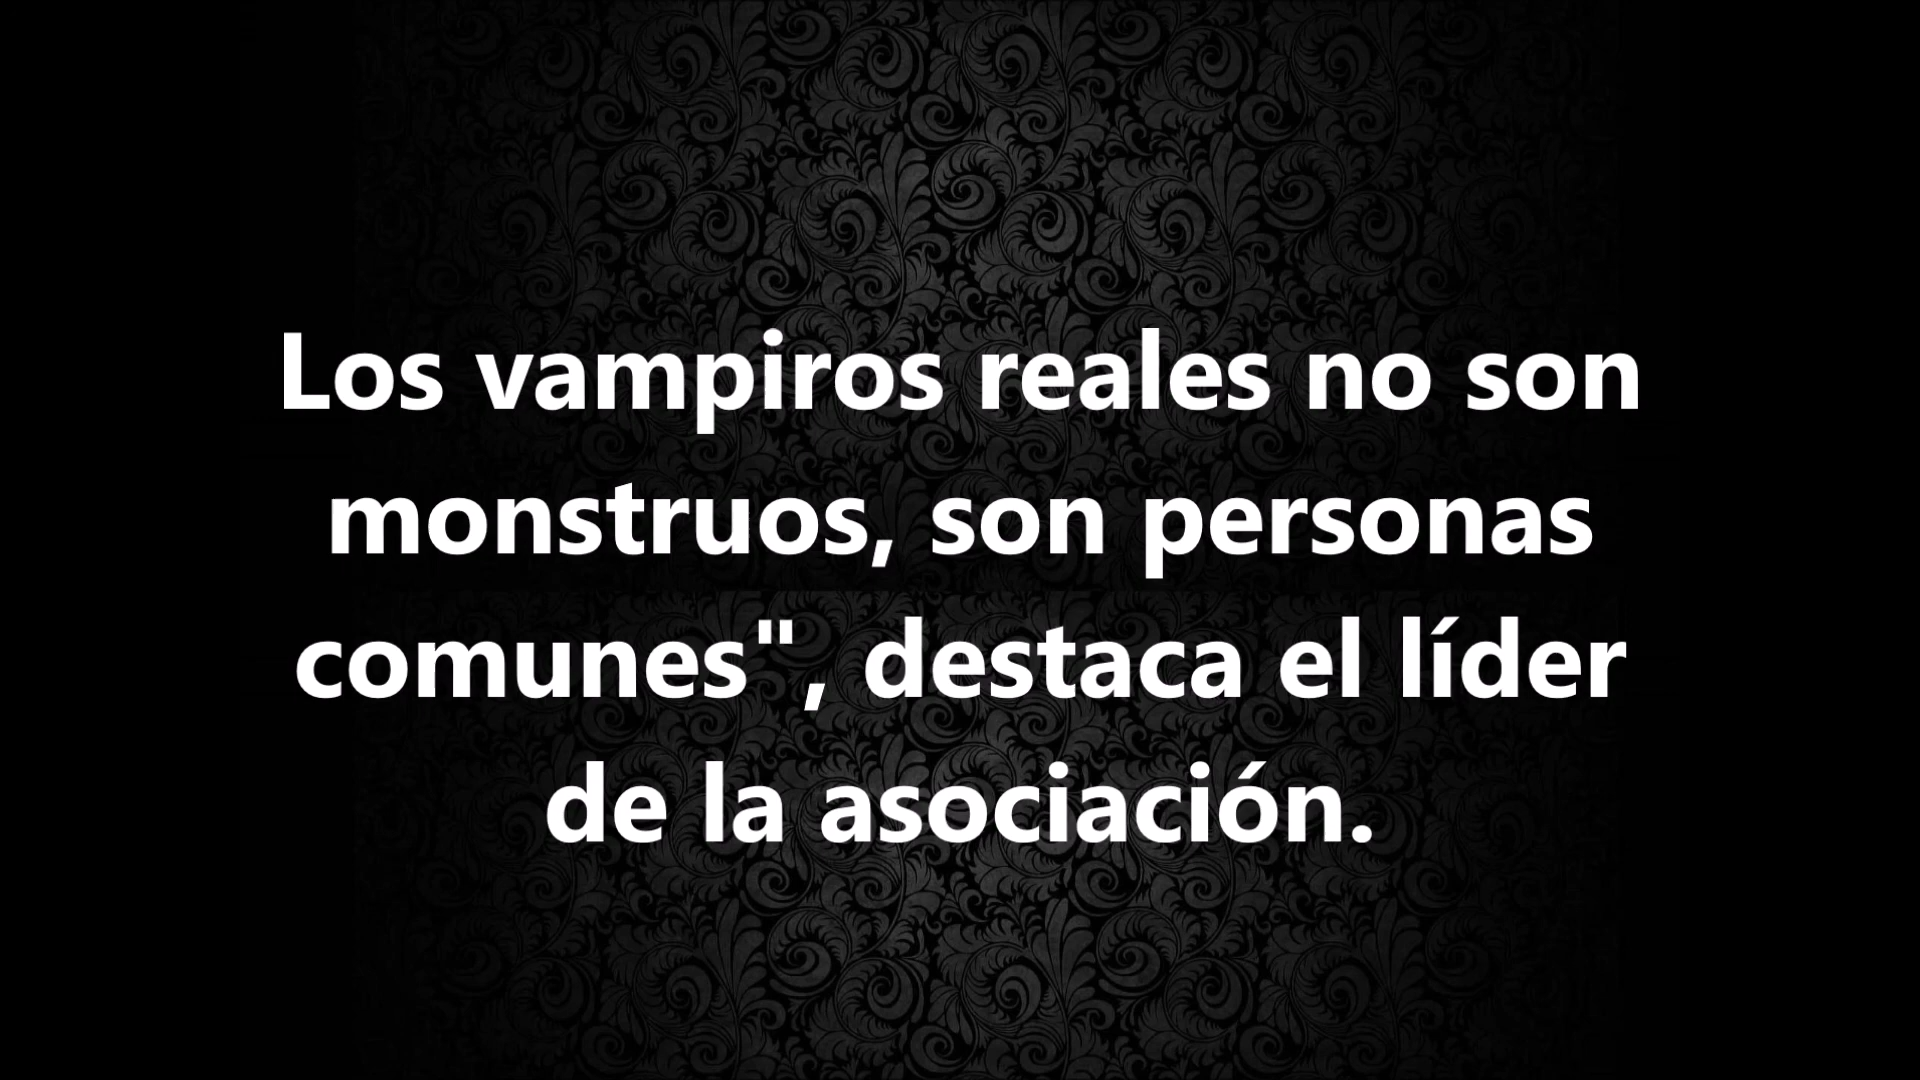 Los vampiros reales no son
monstruos, son personas
comunes", destaca el líder
de la asociación.